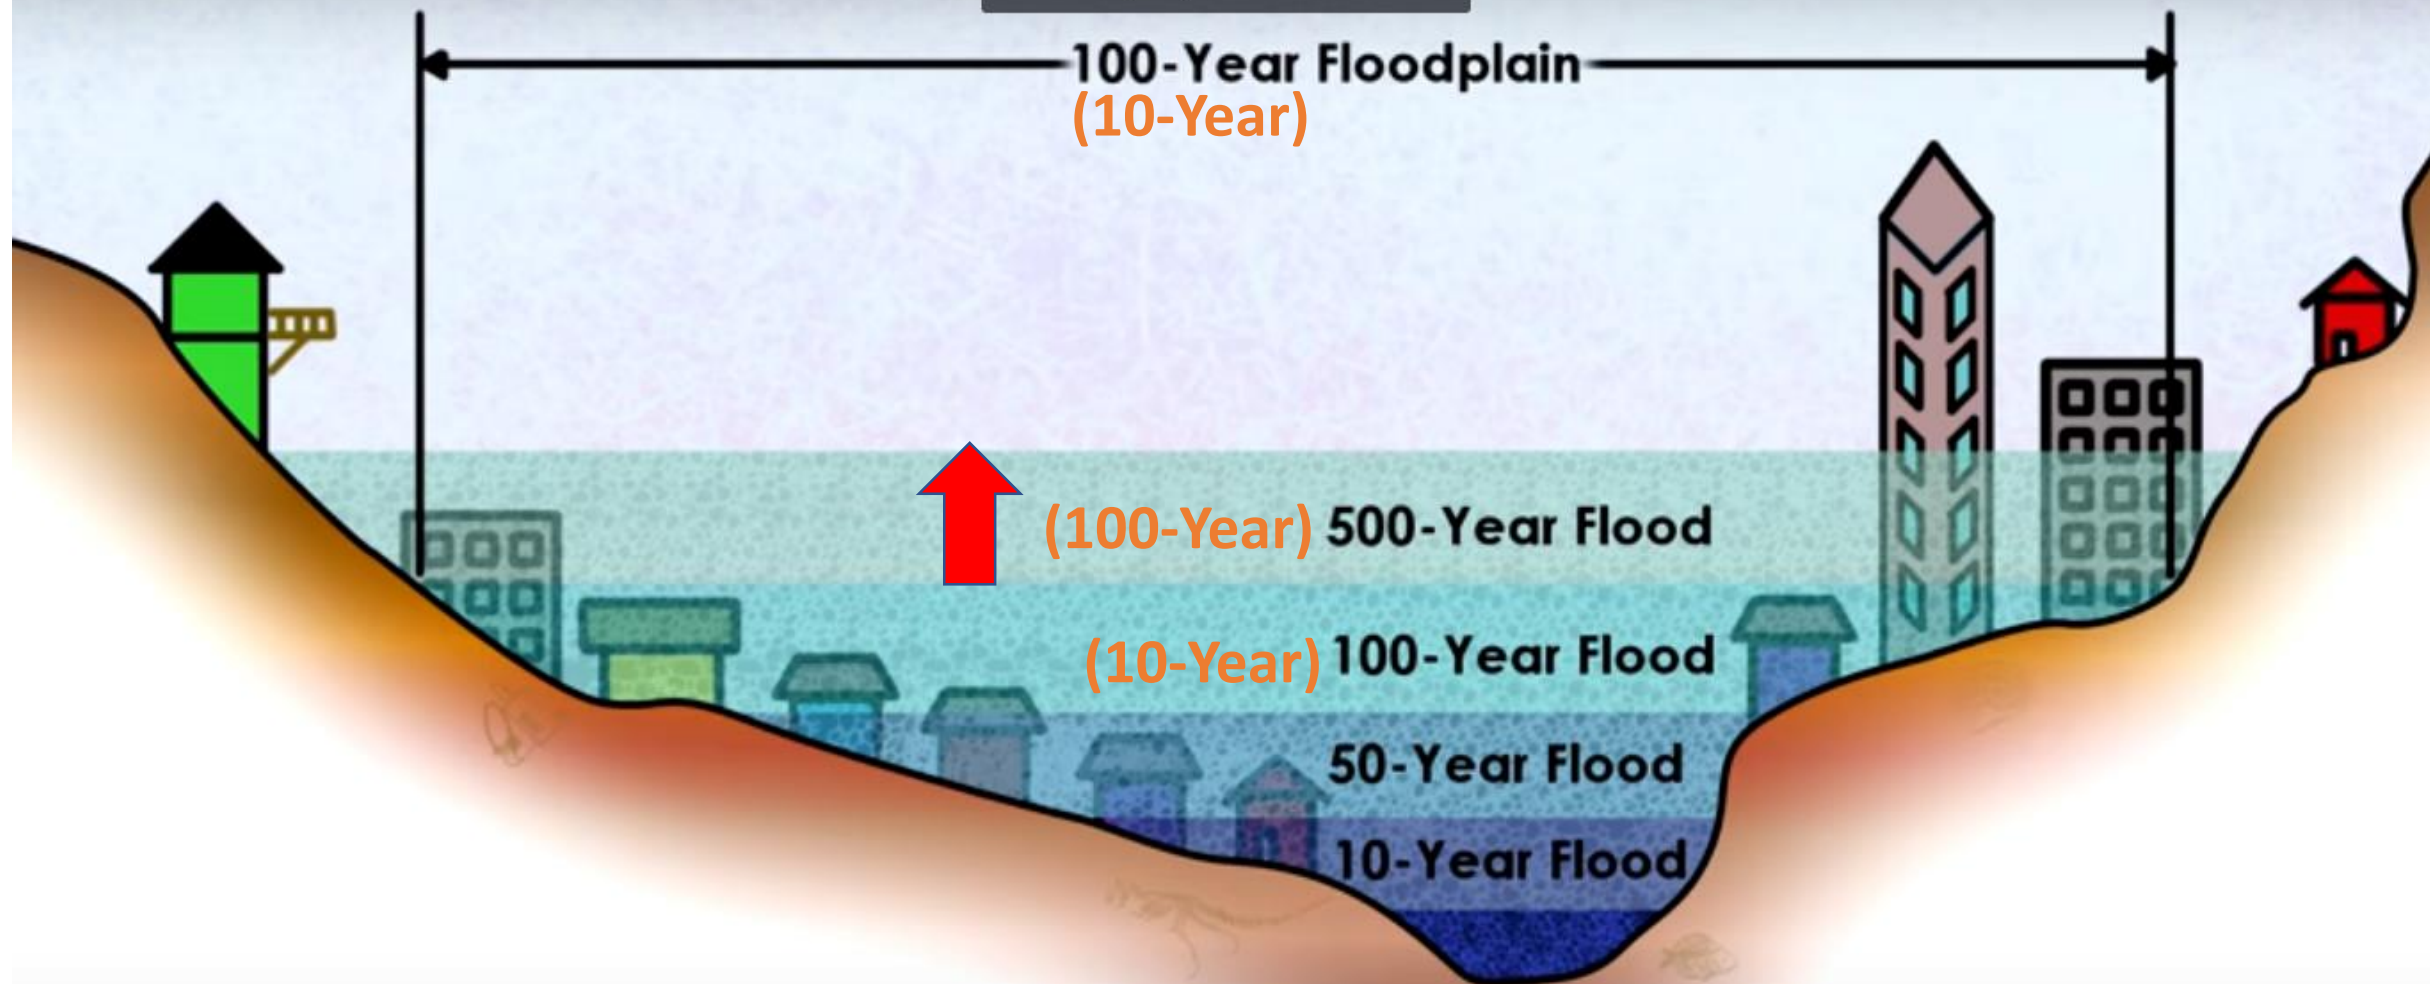 100-Year Floodplain
(10-Year)
(100-Year) 500-Year Flood
(10-Year) 100-Year Flood
50-Year Flood
10-Year Flood